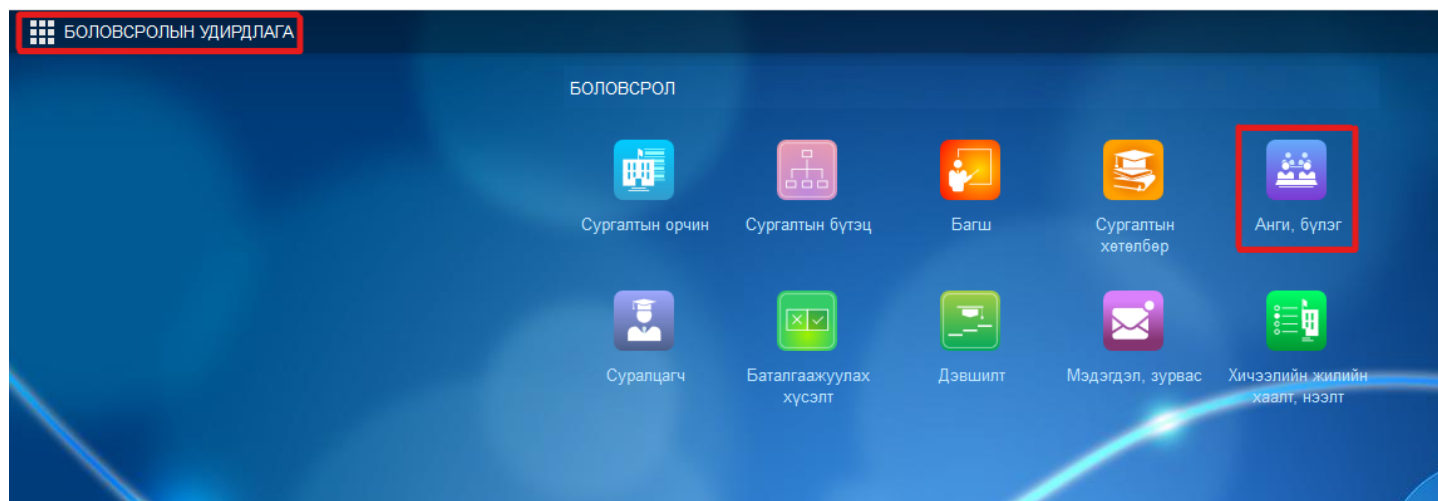 БОЛОВСРОЛЫН УДИРДЛАГА
БОЛОВСРОЛ
Сургалтын орчин
Сургалтын бүтэц
Багш
Сургалтын
хөтөлбөр
Анги, бүлэг
Суралцагч
Баталгаажуулах
хүсэлт
Дэвшилт
Мэдэгдэл, зурвас
Хичээлийн жилийн
хаалт, нээлт